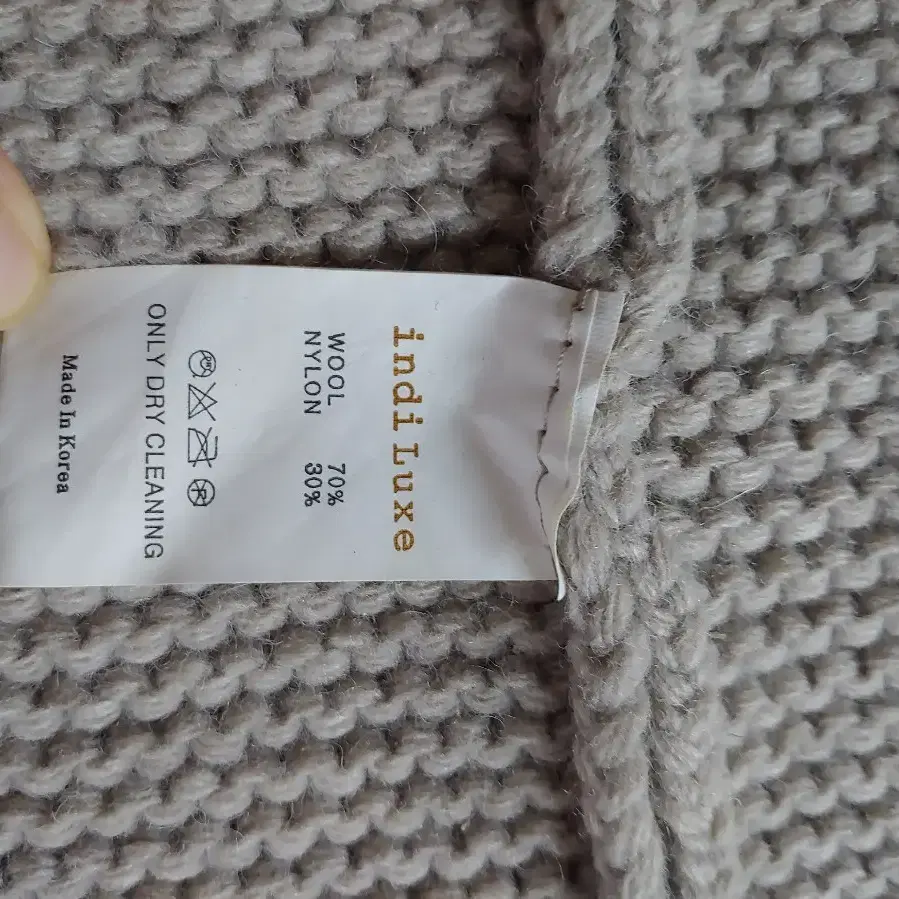 indi Luxe
WOOL 70%
NYLON 30%
ONLY DRY CLEANING
Made In Korea